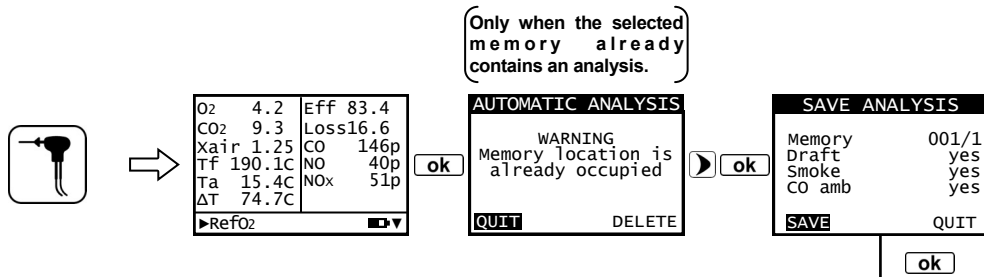 Only when the selected
memory already
contains an analysis.
O2 4.2 Eff 83.4
CO2 9.3 Loss16.6
Xair 1.25 CO 146p
Tf 190.1C NO 40p
Ta 15.4C NOx 51p
ΔT 74.7C
►RefO2 ▼
ok
AUTOMATIC ANALYSIS
WARNING
Memory location is
already occupied
QUIT DELETE
ok
SAVE ANALYSIS
Memory 001/1
Draft yes
Smoke yes
CO amb yes
SAVE QUIT
ok